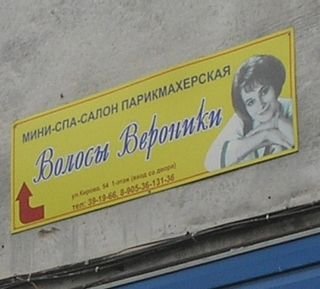 МИНИ-СПА-САЛОН ПАРИКМАХЕРСКАЯ
Волосы Вероники
ул.Кирова, 54 1-этаж (вход со двора)
тел: 39-19-66, 8-905-36-131-36